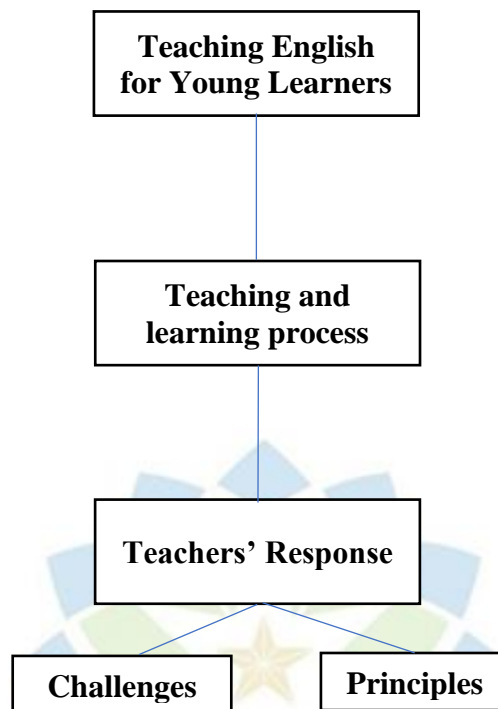 Teaching English
for Young Learners
Teaching and
learning process
Teachers’ Response
Challenges
Principles